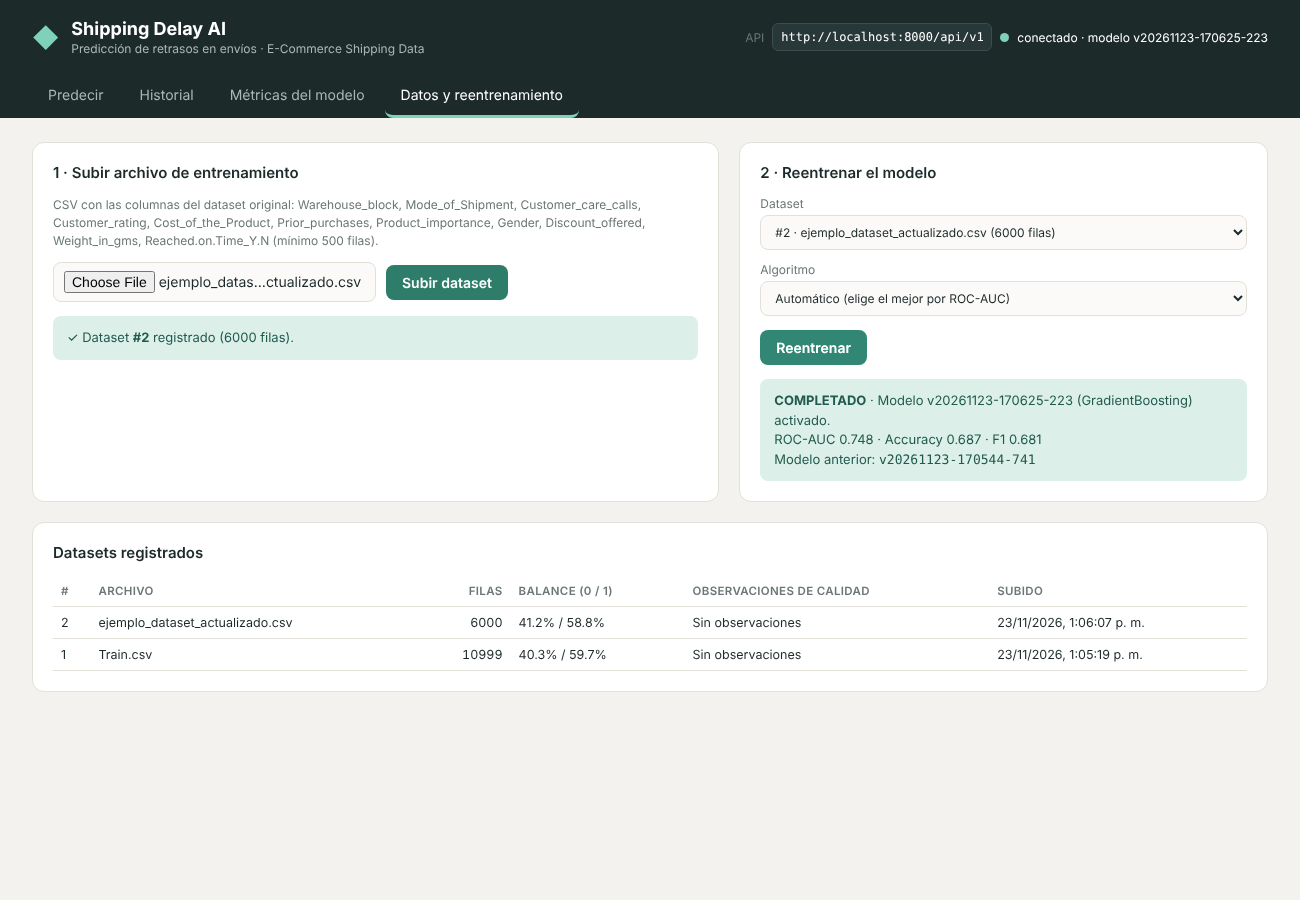 Shipping Delay AI
Predicción de retrasos en envíos · E-Commerce Shipping Data
API http://localhost:8000/api/v1 conectado · modelo v20261123-170625-223
Predecir Historial Métricas del modelo Datos y reentrenamiento
1 · Subir archivo de entrenamiento
CSV con las columnas del dataset original: Warehouse_block, Mode_of_Shipment, Customer_care_calls,
Customer_rating, Cost_of_the_Product, Prior_purchases, Product_importance, Gender, Discount_offered,
Weight_in_gms, Reached.on.Time_Y.N (mínimo 500 filas).
Choose File ejemplo_datas...ctualizado.csv Subir dataset
✓ Dataset #2 registrado (6000 filas).
2 · Reentrenar el modelo
Dataset
#2 · ejemplo_dataset_actualizado.csv (6000 filas)
Algoritmo
Automático (elige el mejor por ROC-AUC)
Reentrenar
COMPLETADO · Modelo v20261123-170625-223 (GradientBoosting)
activado.
ROC-AUC 0.748 · Accuracy 0.687 · F1 0.681
Modelo anterior: v20261123-170544-741
Datasets registrados
# ARCHIVO FILAS BALANCE (0 / 1) OBSERVACIONES DE CALIDAD SUBIDO
2 ejemplo_dataset_actualizado.csv 6000 41.2% / 58.8% Sin observaciones 23/11/2026, 1:06:07 p. m.
1 Train.csv 10999 40.3% / 59.7% Sin observaciones 23/11/2026, 1:05:19 p. m.